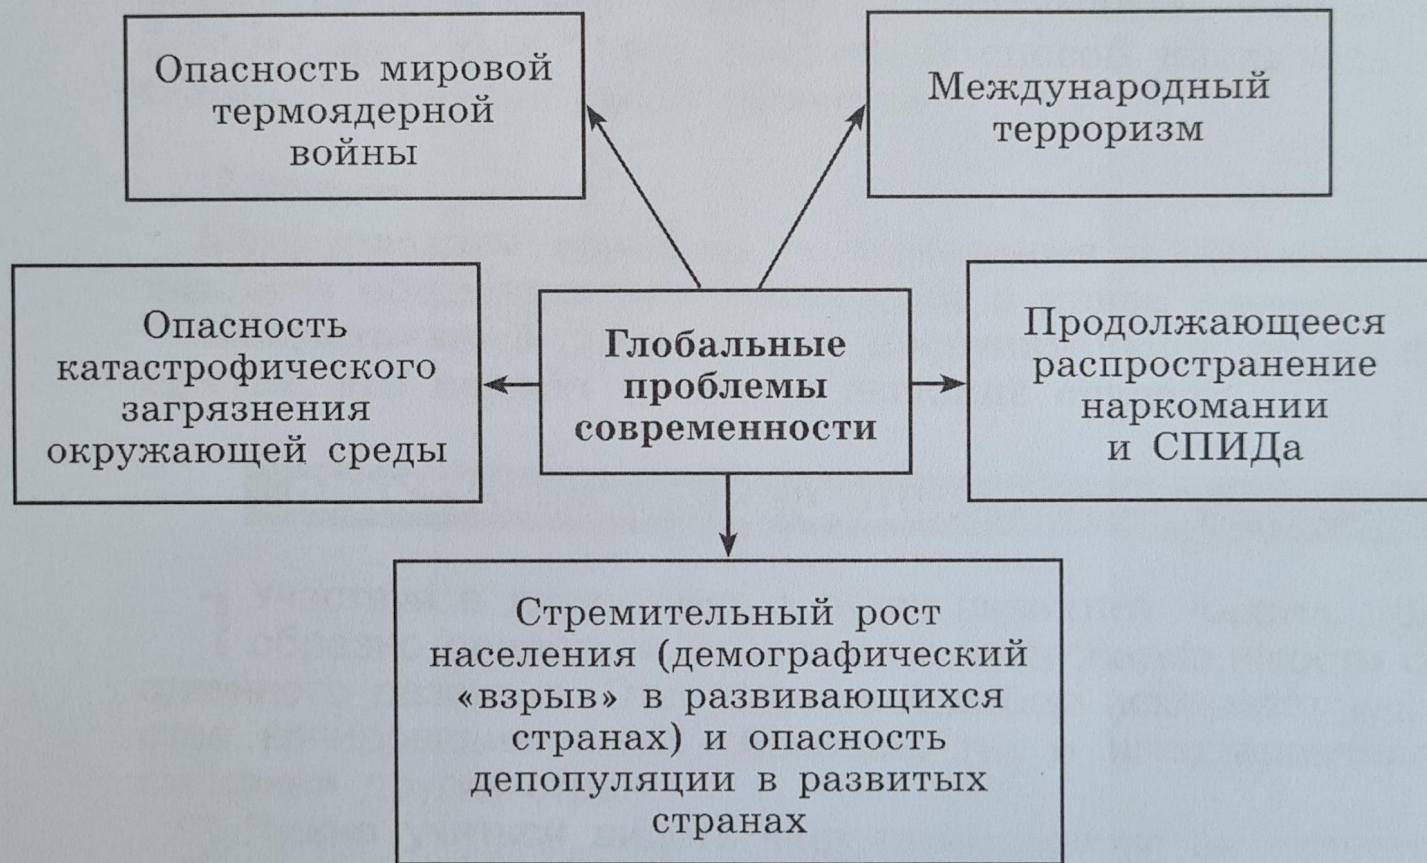 Опасность мировой
термоядерной
войны
Международный
терроризм
Опасность
катастрофического
загрязнения
окружающей среды
Глобальные
проблемы
современности
Продолжающееся
распространение
наркомании
и СПИДа
Стремительный рост
населения (демографический
«взрыв» в развивающихся
странах) и опасность
депопуляции в развитых
странах